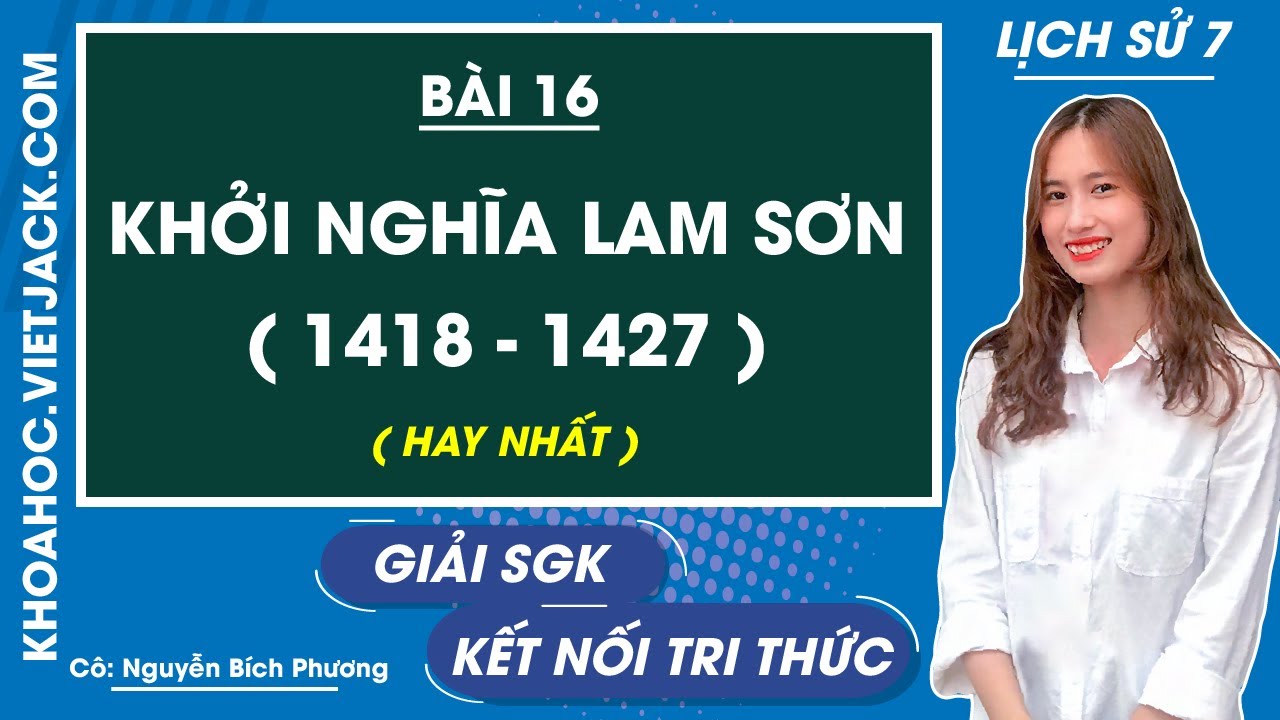 LỊCH SỬ 7
BÀI 16
KHỞI NGHĨA LAM SƠN
( 1418 - 1427 )
( HAY NHẤT )
GIẢI SGK
KẾT NỐI TRI THỨC
Cô: Nguyễn Bích Phương
KHOAHOC.VIETJACK.COM